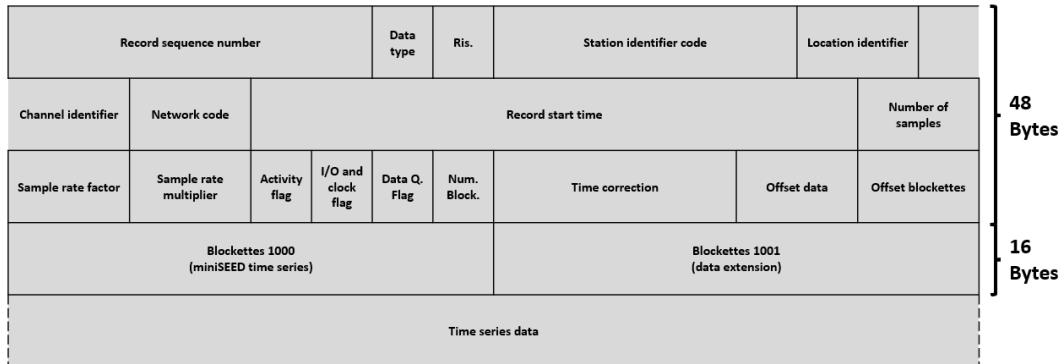 Record sequence number
Data
type
Ris.
Station identifier code
Location identifier
Channel identifier
Network code
Record start time
Number of
samples
48
Bytes
Sample rate factor
Sample rate
multiplier
Activity
flag
I/O and
clock
flag
Data Q.
Flag
Num.
Block.
Time correction
Offset data
Offset blockettes
Blockettes 1000
(miniSEED time series)
Blockettes 1001
(data extension)
16
Bytes
Time series data